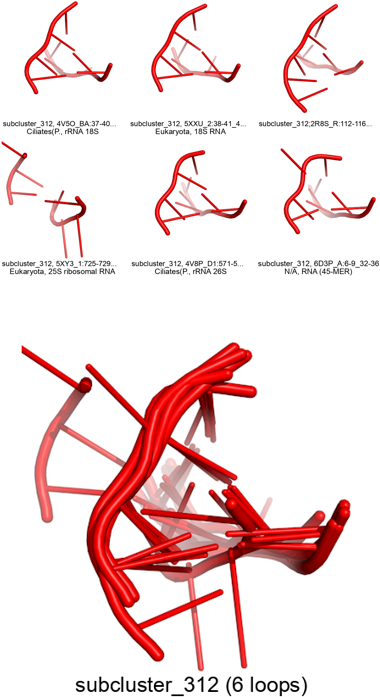 subcluster_312, 4V5O_BA:37-40...
Ciliates(P., rRNA 18S
subcluster_312, 5XXU_2:38-41_4...
Eukaryota, 18S RNA
subcluster_312;2R8S_R:112-116...
subcluster_312, 5XY3_1:725-729...
Eukaryota, 25S ribosomal RNA
subcluster_312, 4V8P_D1:571-5...
Ciliates(P., rRNA 26S
subcluster_312, 6D3P_A:6-9_32-36
N/A, RNA (45-MER)
subcluster_312 (6 loops)